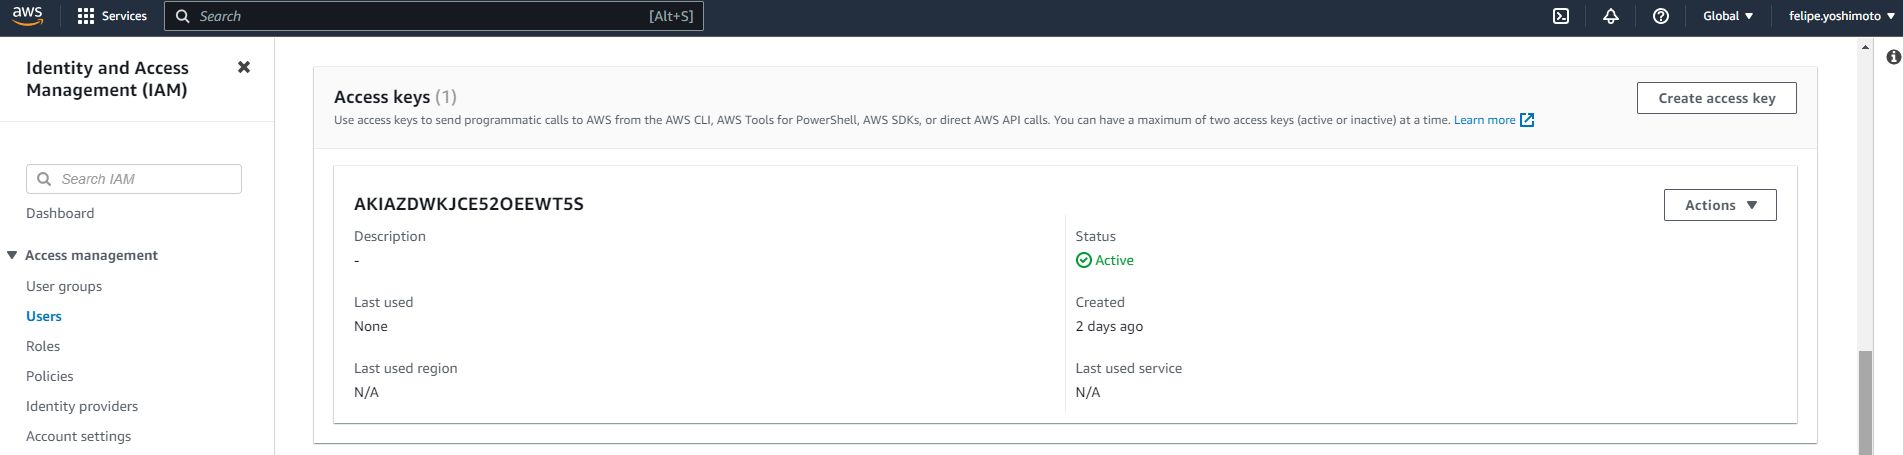 aws
Services
Search
[Alt+S]
Global
felipe.yoshimoto
Identity and Access
Management (IAM)
Search IAM
Dashboard
Access management
User groups
Users
Roles
Policies
Identity providers
Account settings
Access keys (1)
Create access key
Use access keys to send programmatic calls to AWS from the AWS CLI, AWS Tools for PowerShell, AWS SDKs, or direct AWS API calls. You can have a maximum of two access keys (active or inactive) at a time. Learn more
AKIAZDWKJCE52OEEWT5S
Actions
Description
-
Status
Active
Last used
None
Created
2 days ago
Last used region
N/A
Last used service
N/A